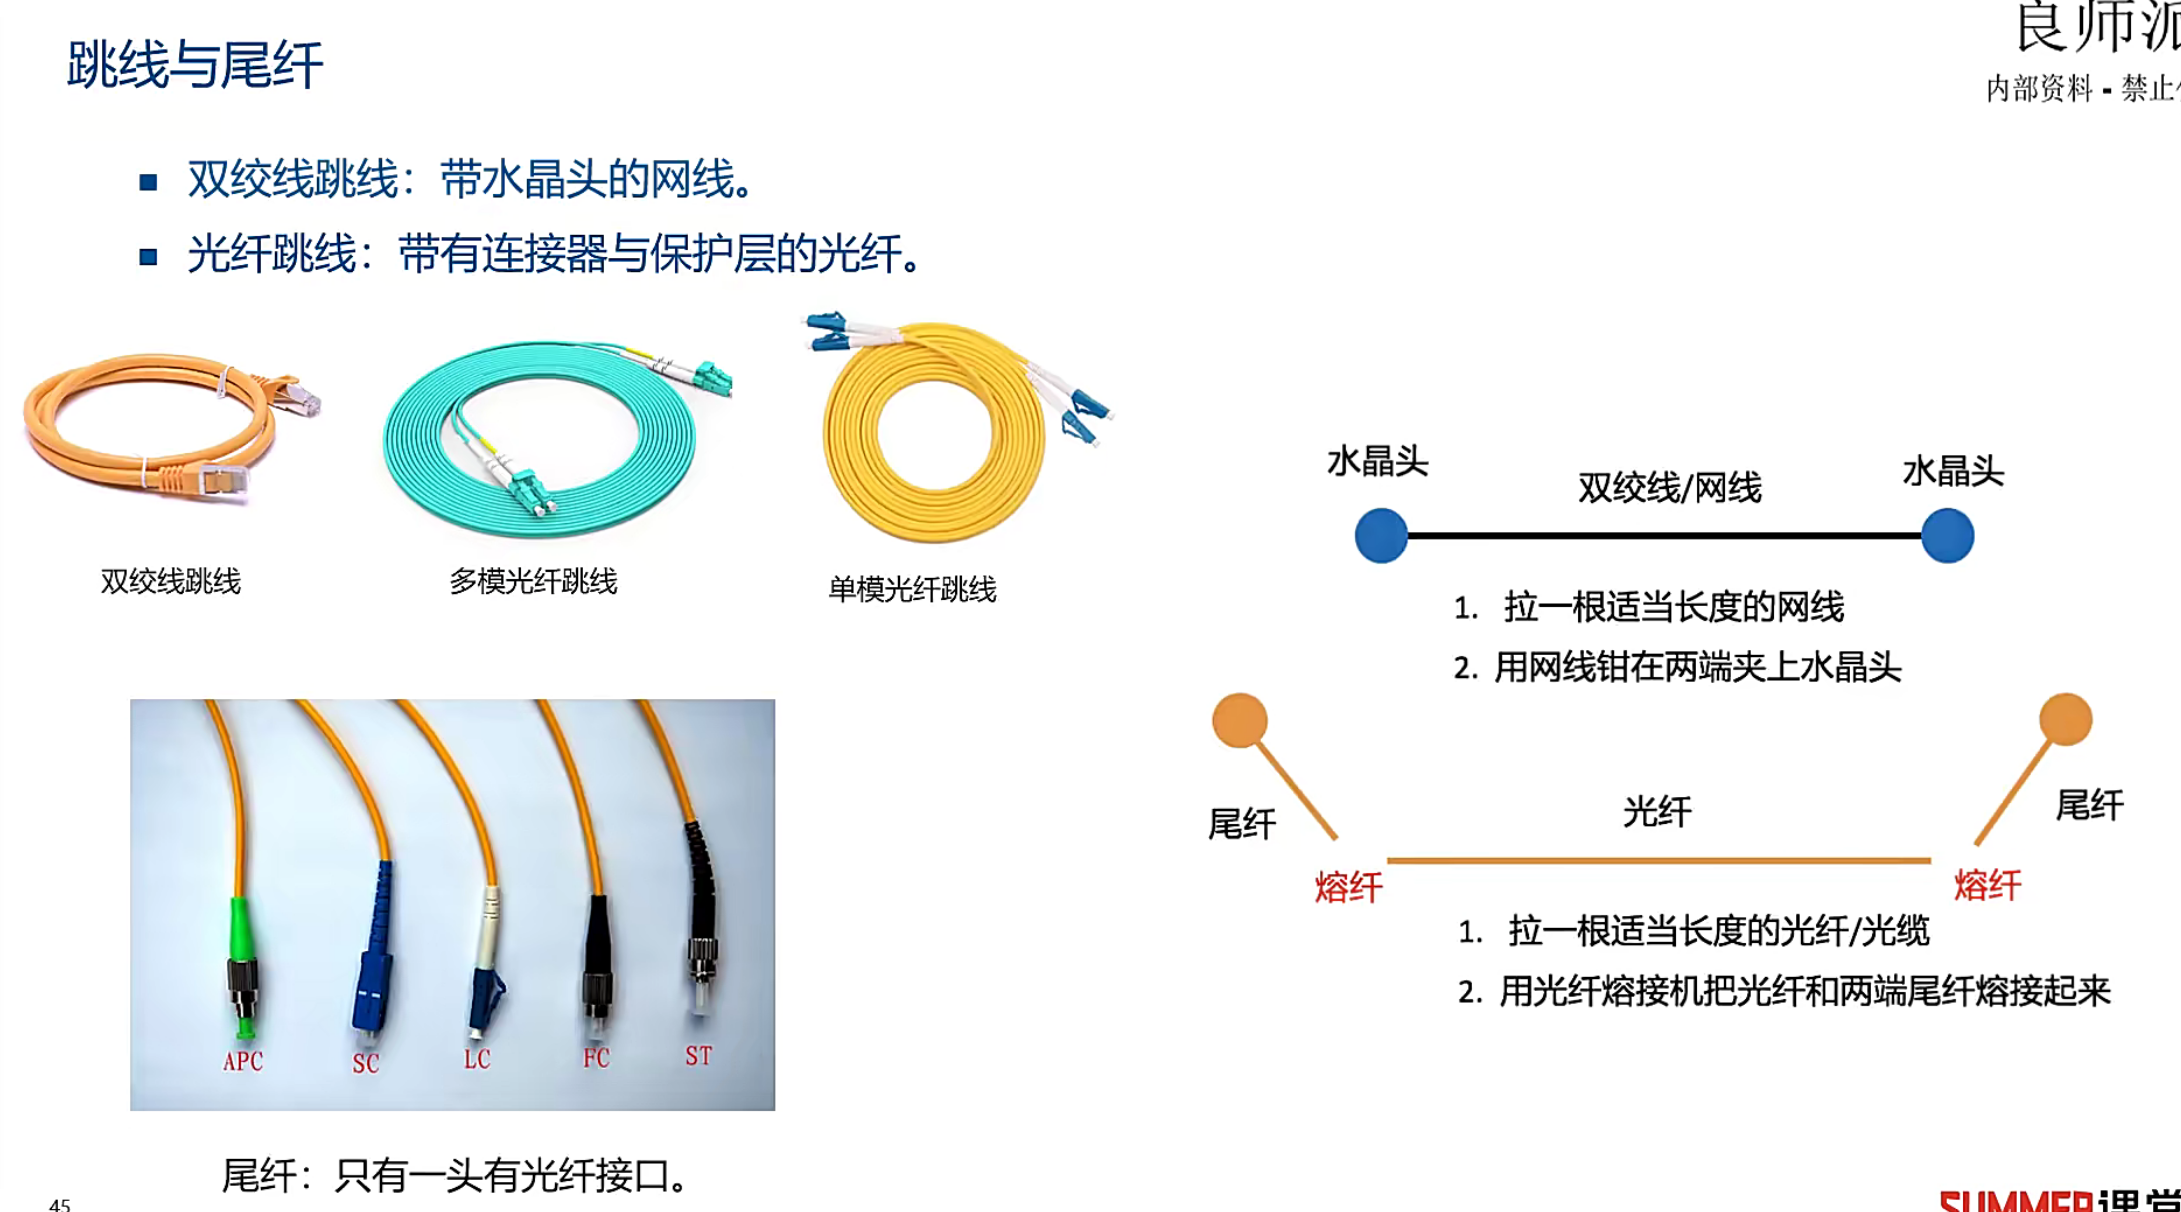 跳线与尾纤
良师派
内部资料 - 禁止
■ 双绞线跳线：带水晶头的网线。
■ 光纤跳线：带有连接器与保护层的光纤。
双绞线跳线
多模光纤跳线
单模光纤跳线
水晶头
双绞线/网线
水晶头
1. 拉一根适当长度的网线
2. 用网线钳在两端夹上水晶头
尾纤
光纤
尾纤
熔纤
熔纤
1. 拉一根适当长度的光纤/光缆
2. 用光纤熔接机把光纤和两端尾纤熔接起来
APC
SC
LC
FC
ST
尾纤：只有一头有光纤接口。
45
SUMMER课堂